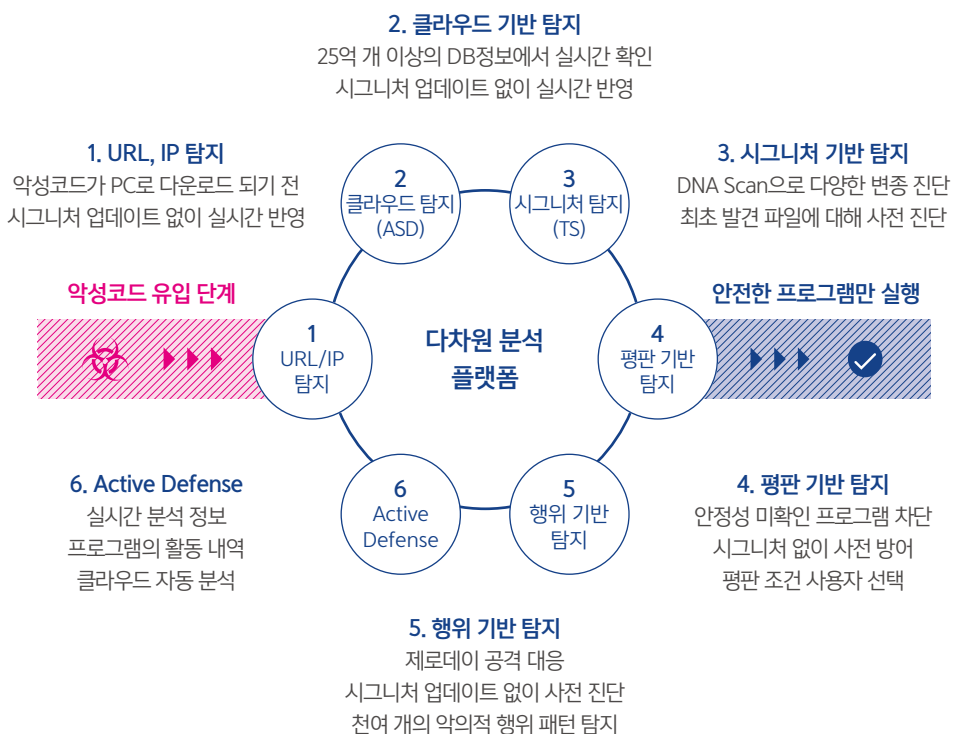 2. 클라우드 기반 탐지
25억 개 이상의 DB정보에서 실시간 확인
시그니처 업데이트 없이 실시간 반영
1. URL, IP 탐지
악성코드가 PC로 다운로드 되기 전
시그니처 업데이트 없이 실시간 반영
2
클라우드 탐지
(ASD)
3
시그니처 탐지
(TS)
3. 시그니처 기반 탐지
DNA Scan으로 다양한 변종 진단
최초 발견 파일에 대해 사전 진단
악성코드 유입 단계
1
URL/IP
탐지
다차원 분석
플랫폼
4
평판 기반
탐지
안전한 프로그램만 실행
6. Active Defense
실시간 분석 정보
프로그램의 활동 내역
클라우드 자동 분석
6
Active
Defense
5
행위 기반
탐지
4. 평판 기반 탐지
안정성 미확인 프로그램 차단
시그니처 없이 사전 방어
평판 조건 사용자 선택
5. 행위 기반 탐지
제로데이 공격 대응
시그니처 업데이트 없이 사전 진단
천여 개의 악의적 행위 패턴 탐지